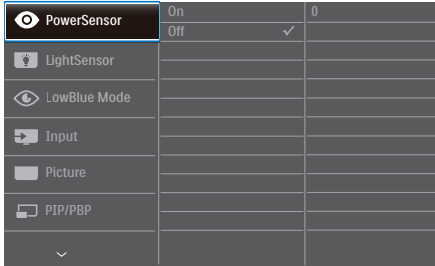 PowerSensor
On
0
Off
LightSensor
LowBlue Mode
Input
Picture
PIP/PBP